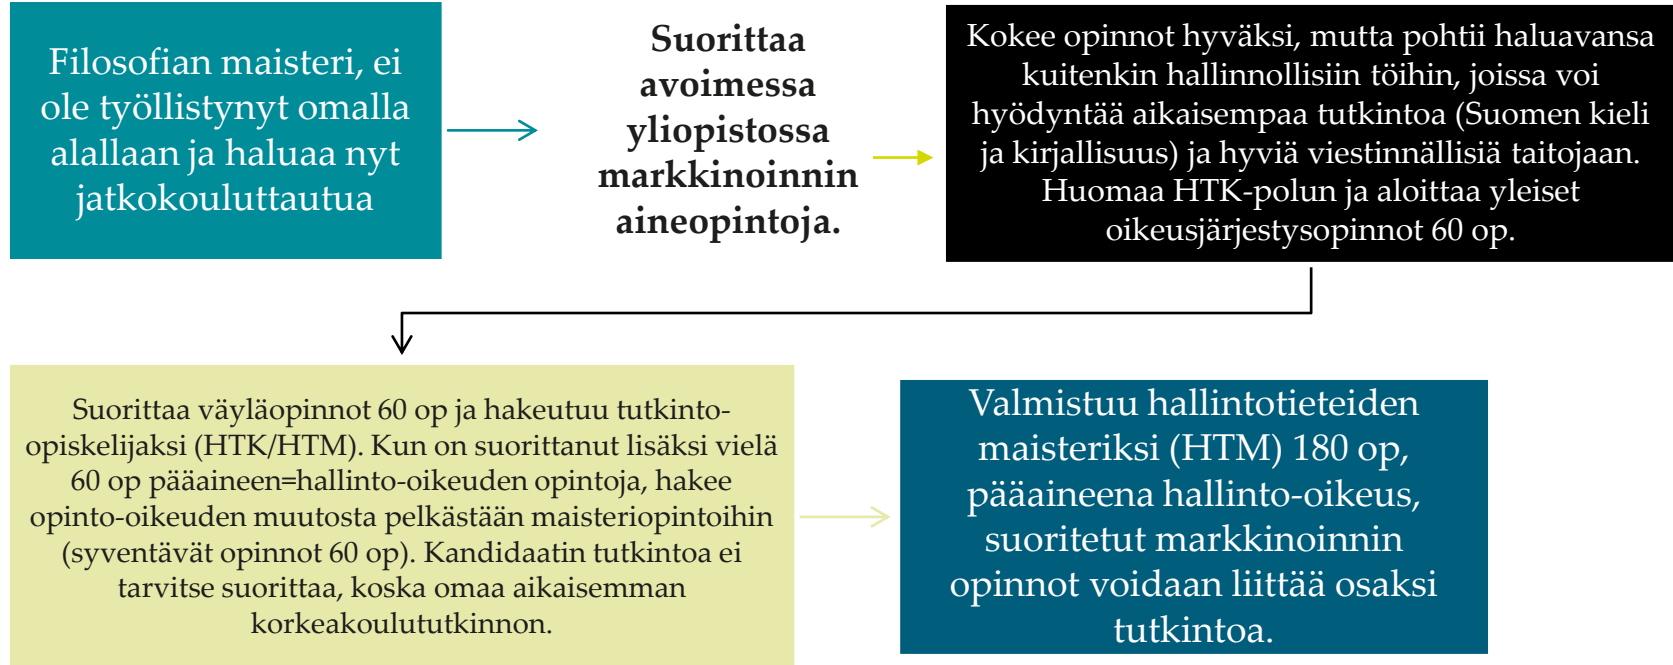 Filosofian maisteri, ei
ole työllistynyt omalla
alallaan ja haluaa nyt
jatkokouluttautua
Suorittaa
avoimessa
yliopistossa
markkinoinnin
aineopintoja.
Kokee opinnot hyväksi, mutta pohtii haluavansa
kuitenkin hallinnollisiin töihin, joissa voi
hyödyntää aikaisempaa tutkintoa (Suomen kieli
ja kirjallisuus) ja hyviä viestinnällisiä taitojaan.
Huomaa HTK-polun ja aloittaa yleiset
oikeusjärjestysopinnot 60 op.
Suorittaa väyläopinnot 60 op ja hakeutuu tutkinto-
opiskelijaksi (HTK/HTM). Kun on suorittanut lisäksi vielä
60 op pääaineen=hallinto-oikeuden opintoja, hakee
opinto-oikeuden muutosta pelkästään maisteriopintoihin
(syventävät opinnot 60 op). Kandidaatin tutkintoa ei
tarvitse suorittaa, koska omaa aikaisemman
korkeakoulututkinnon.
Valmistuu hallintotieteiden
maisteriksi (HTM) 180 op,
pääaineena hallinto-oikeus,
suoritetut markkinoinnin
opinnot voidaan liittää osaksi
tutkintoa.